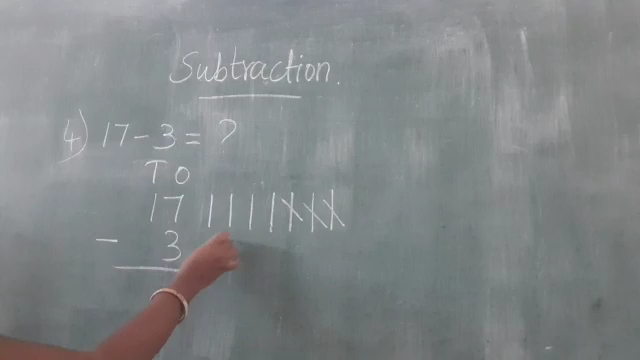 Subtraction.
4) 17 - 3 = ?
T O
17 | | | | | | |
- 3